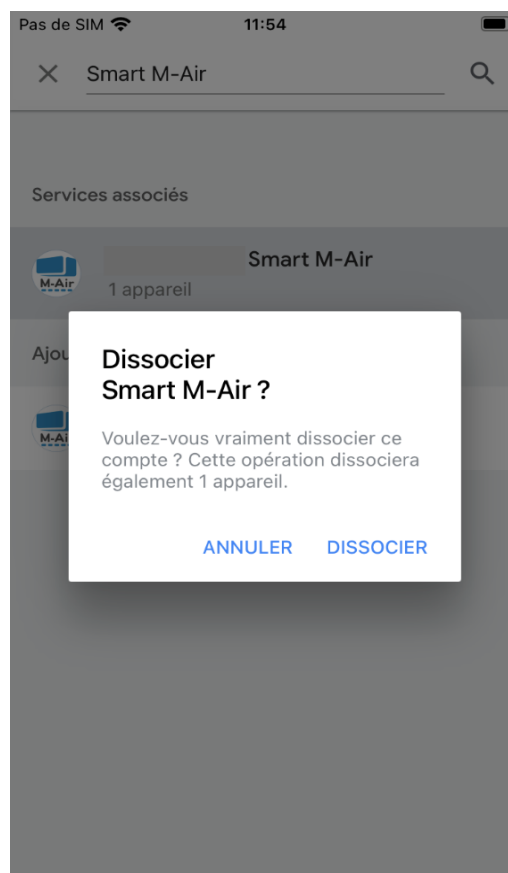 Pas de SIM 11:54
Smart M-Air
Services associés
M-Air
Smart M-Air
1 appareil
Ajou
M-Ai
Dissocier
Smart M-Air ?
Voulez-vous vraiment dissocier ce
compte ? Cette opération dissociera
également 1 appareil.
ANNULER DISSOCIER